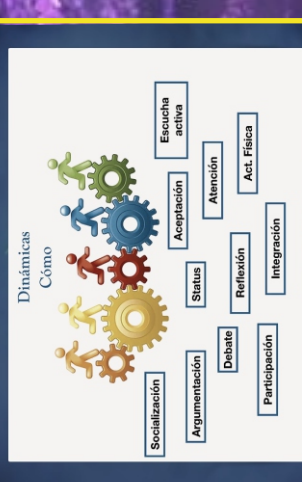 Dinámicas
Cómo
Socialización
Argumentación
Participación
Debate
Status
Reflexión
Integración
Aceptación
Atención
Escucha
activa
Act. Física